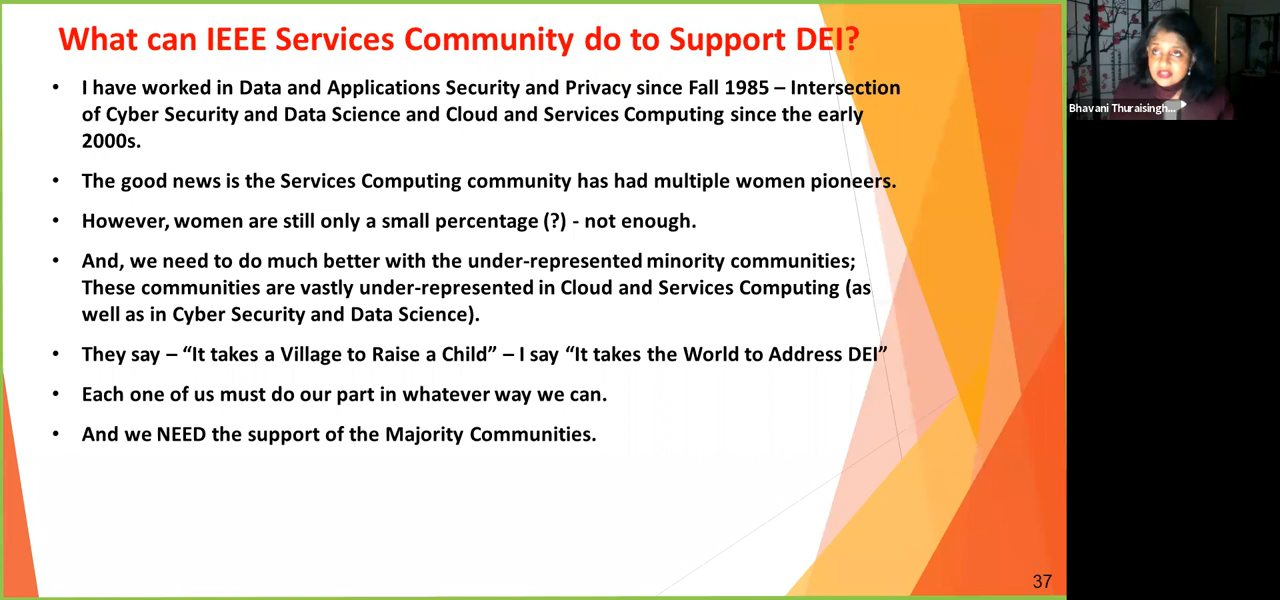 What can IEEE Services Community do to Support DEI?
• I have worked in Data and Applications Security and Privacy since Fall 1985 – Intersection
of Cyber Security and Data Science and Cloud and Services Computing since the early
2000s.
• The good news is the Services Computing community has had multiple women pioneers.
• However, women are still only a small percentage (?) - not enough.
• And, we need to do much better with the under-represented minority communities;
These communities are vastly under-represented in Cloud and Services Computing (as
well as in Cyber Security and Data Science).
• They say – “It takes a Village to Raise a Child” – I say “It takes the World to Address DEI”
• Each one of us must do our part in whatever way we can.
• And we NEED the support of the Majority Communities.
37
Bhavani Thuraisingh...